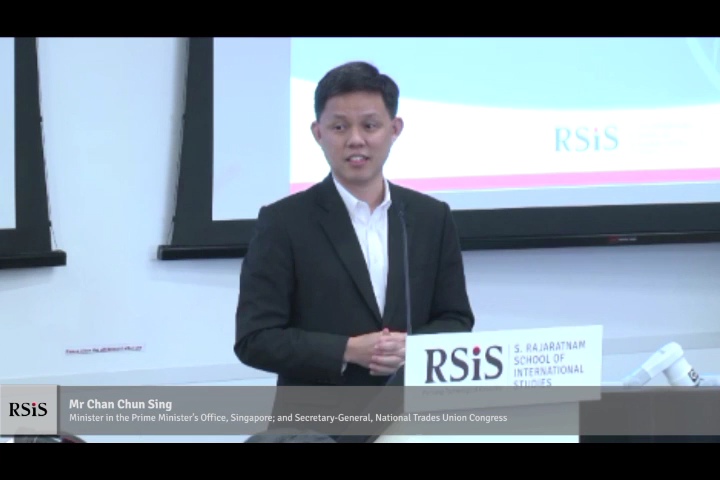 RSiS
RSiS
S. RAJARATNAM
SCHOOL OF
INTERNATIONAL
STUDIES
RSiS
Mr Chan Chun Sing
Minister in the Prime Minister's Office, Singapore; and Secretary-General, National Trades Union Congress